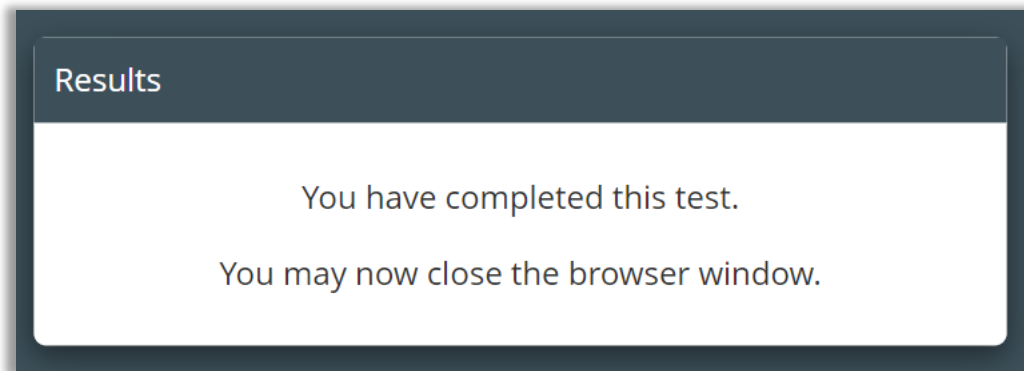 Results
You have completed this test.
You may now close the browser window.